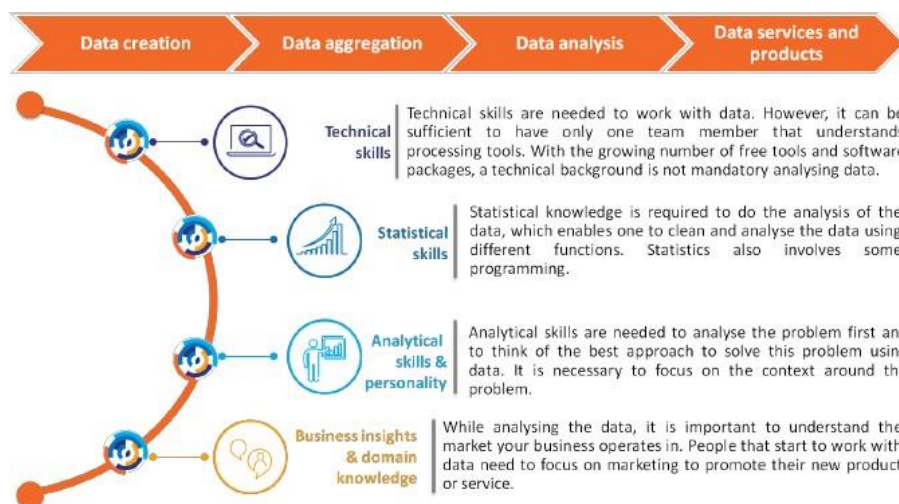 Data creation
Data aggregation
Data analysis
Data services and
products
Technical
skills
Technical skills are needed to work with data. However, it can be
sufficient to have only one team member that understands
processing tools. With the growing number of free tools and software
packages, a technical background is not mandatory analysing data.
Statistical
skills
Statistical knowledge is required to do the analysis of the
data, which enables one to clean and analyse the data using
different functions. Statistics also involves some
programming.
Analytical
skills &
personality
Analytical skills are needed to analyse the problem first an
to think of the best approach to solve this problem usin
data. It is necessary to focus on the context around th
problem.
Business insights
& domain
knowledge
While analysing the data, it is important to understand the
market your business operates in. People that start to work with
data need to focus on marketing to promote their new product
or service.